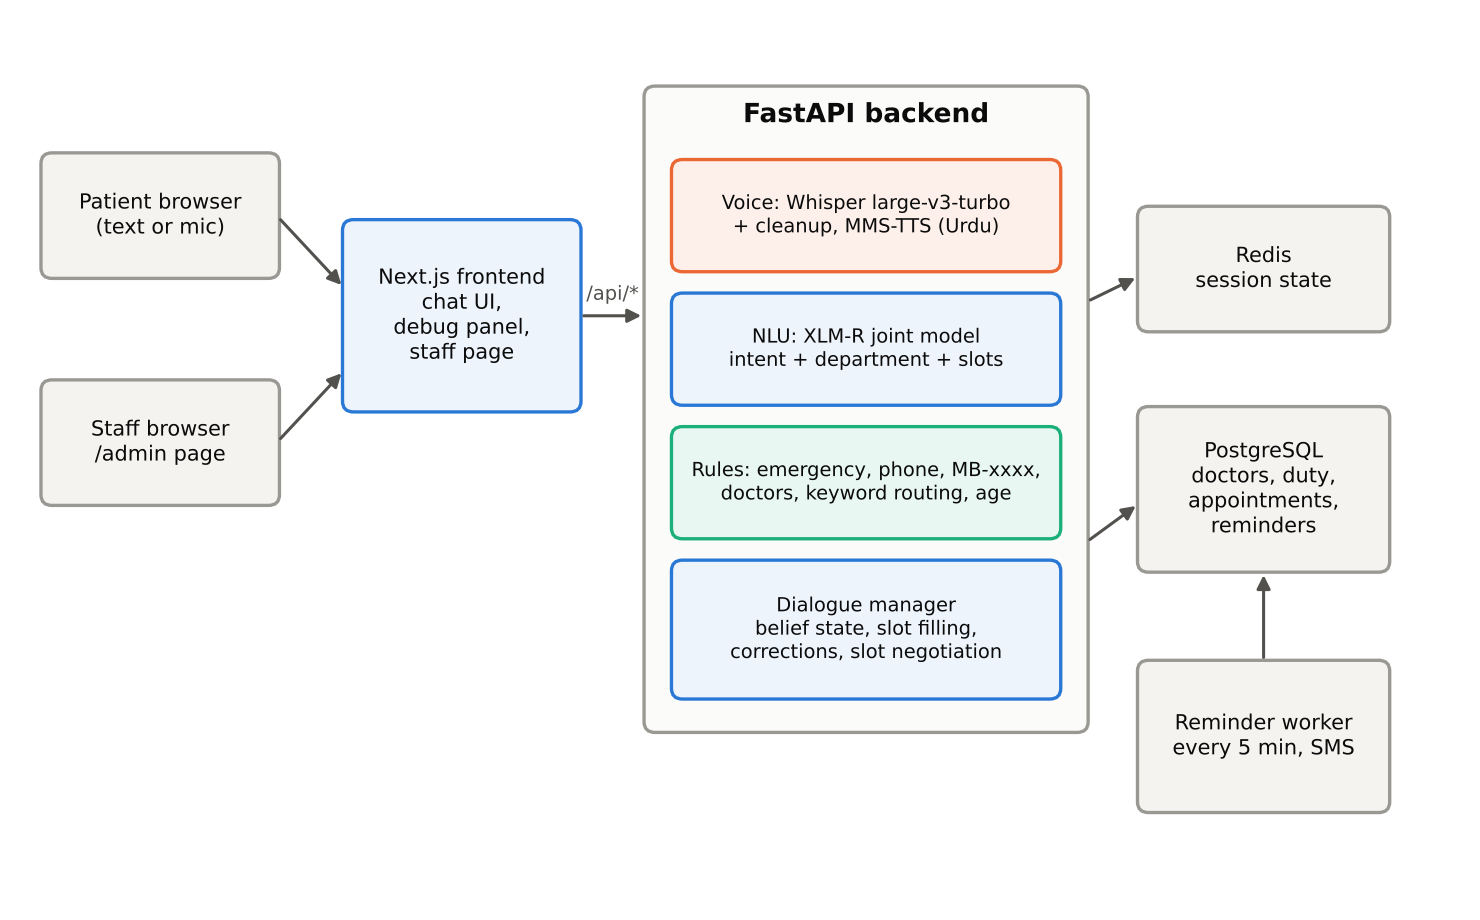 Patient browser
(text or mic)
Staff browser
/admin page
Next.js frontend
chat UI,
debug panel,
staff page
/api/*
FastAPI backend
Voice: Whisper large-v3-turbo
+ cleanup, MMS-TTS (Urdu)
NLU: XLM-R joint model
intent + department + slots
Rules: emergency, phone, MB-xxxx,
doctors, keyword routing, age
Dialogue manager
belief state, slot filling,
corrections, slot negotiation
Redis
session state
PostgreSQL
doctors, duty,
appointments,
reminders
Reminder worker
every 5 min, SMS